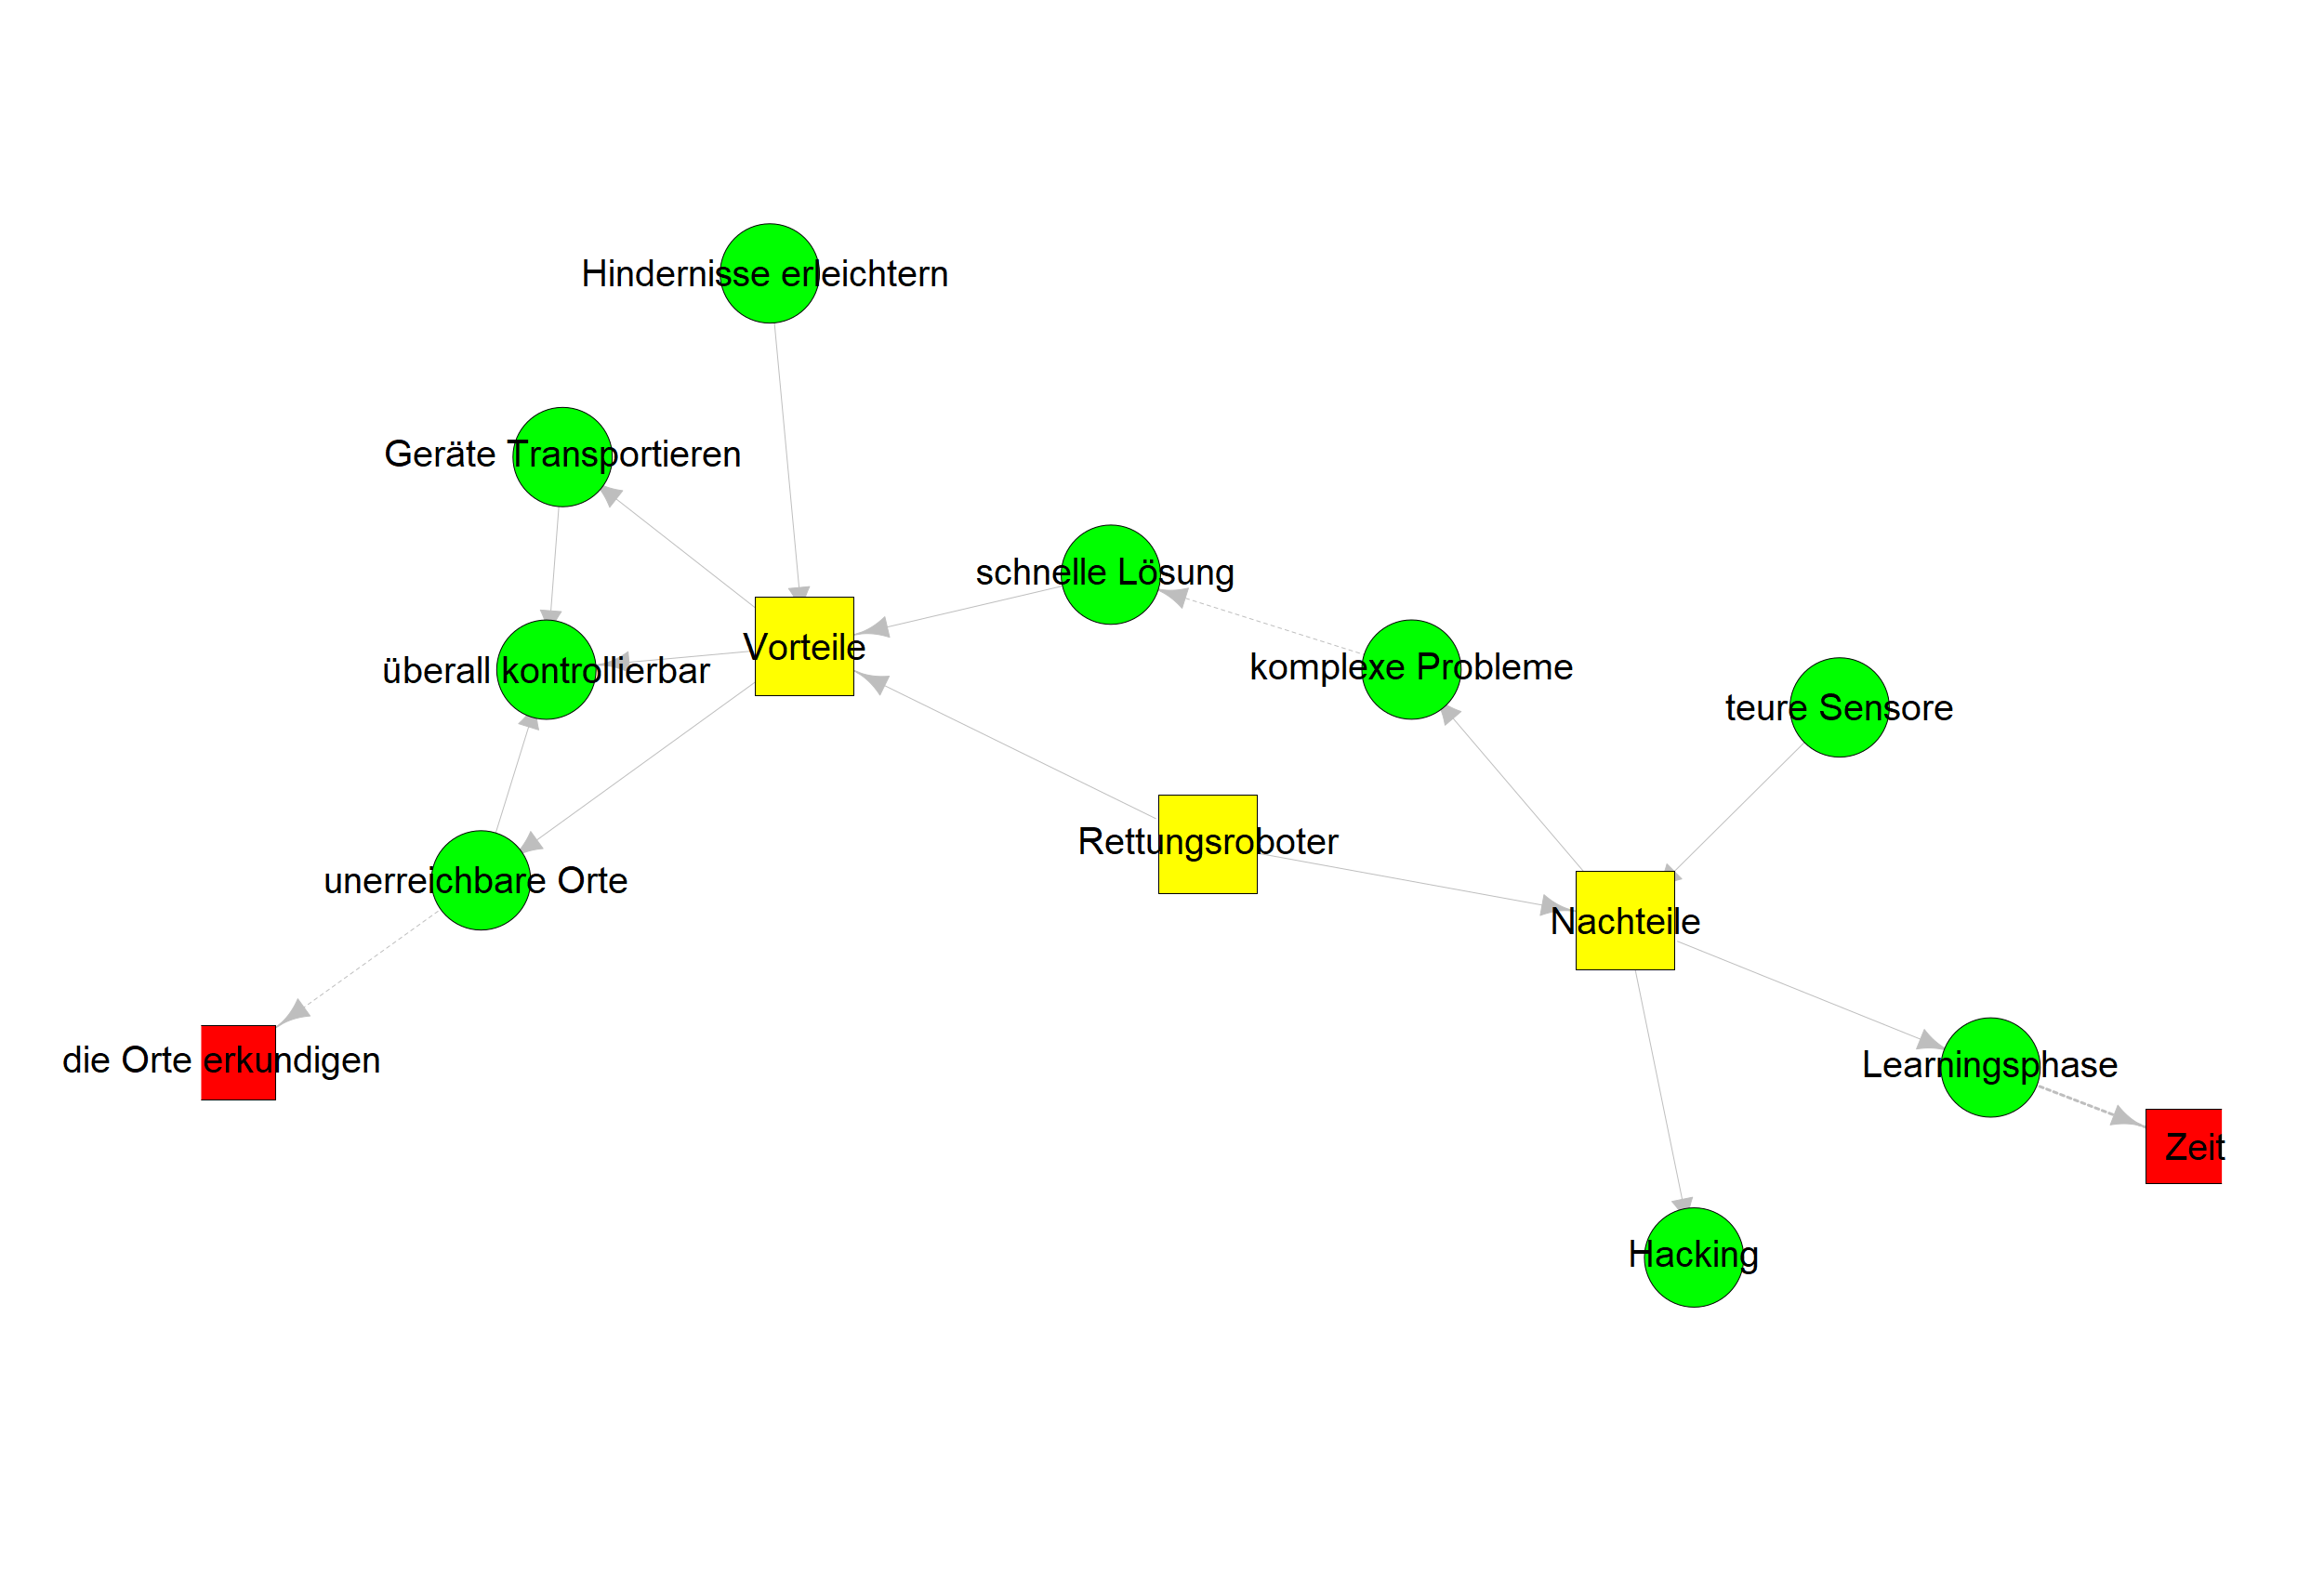 Hindernisse erleichtern
Geräte Transportieren
schnelle Lösung
Vorteile
überall kontrollierbar
komplexe Probleme
teure Sensore
Rettungsroboter
unerreichbare Orte
Nachteile
die Orte erkundigen
Learningsphase
Zeit
Hacking